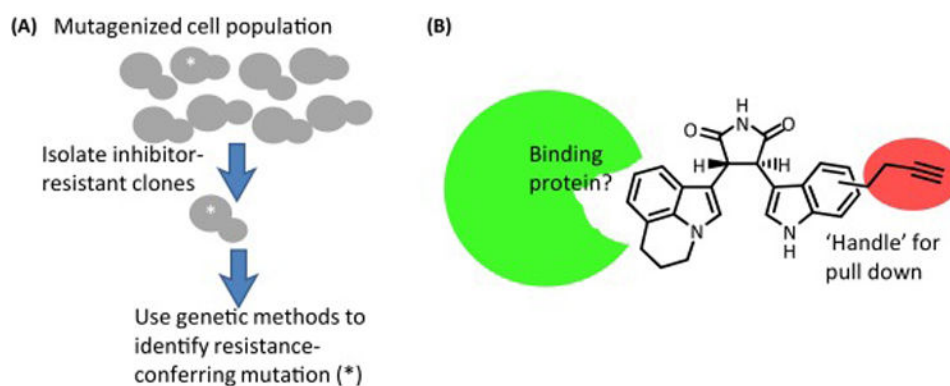 (A) Mutagenized cell population
*
Isolate inhibitor-
resistant clones
*
Use genetic methods to
identify resistance-
conferring mutation (*)
(B)
Binding
protein?
H
N
O
O
H
H
N
N
H
'Handle' for
pull down